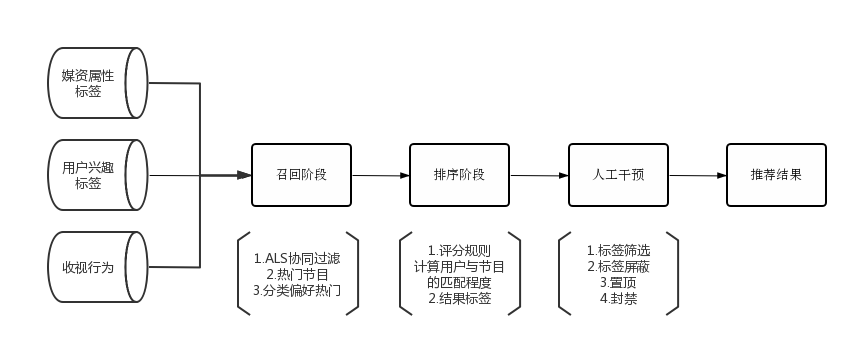 媒资属性
标签
用户兴趣
标签
收视行为
召回阶段
排序阶段
人工干预
推荐结果
1.ALS协同过滤
2.热门节目
3.分类偏好热门
1.评分规则
计算用户与节目
的匹配程度
2.结果标签
1.标签筛选
2.标签屏蔽
3.置顶
4.封禁